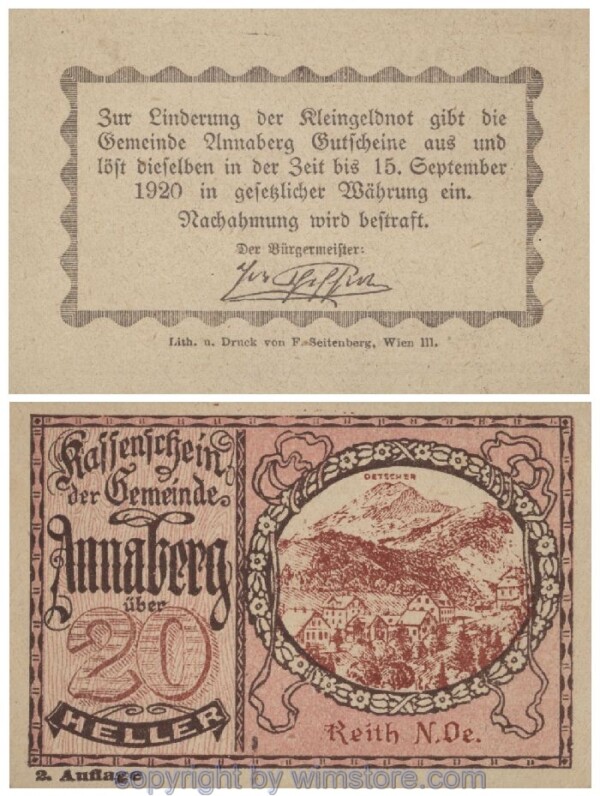 Zur Linderung der Kleingeldnot gibt die
Gemeinde Annaberg Gutscheine aus und
löst dieselben in der Zeit bis 15. September
1920 in gesetzlicher Währung ein.
Nachahmung wird bestraft.
Der Bürgermeister:
Lith. u. Druck von F. Seitenberg, Wien III.
Kassenschein
der Gemeinde
Annaberg
über
20
HELLER
OETSCHER
Reith N.Oe.
2. Auflage
copyright by wimstore.com